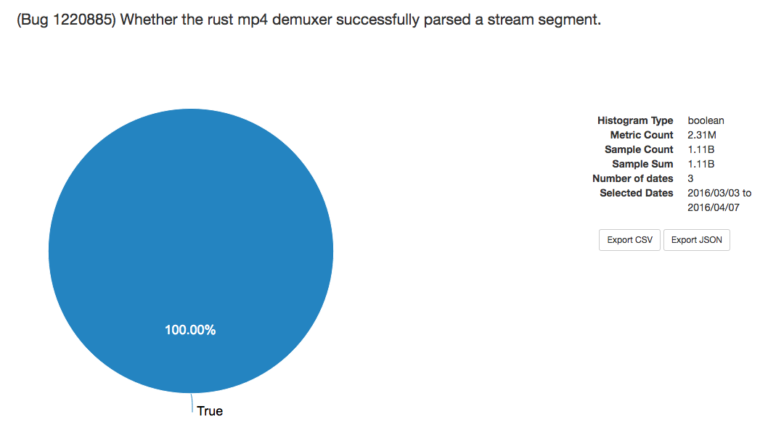 (Bug 1220885) Whether the rust mp4 demuxer successfully parsed a stream segment.
Histogram Type boolean
Metric Count 2.31M
Sample Count 1.11B
Sample Sum 1.11B
Number of dates 3
Selected Dates 2016/03/03 to
2016/04/07
Export CSV Export JSON
100.00%
True